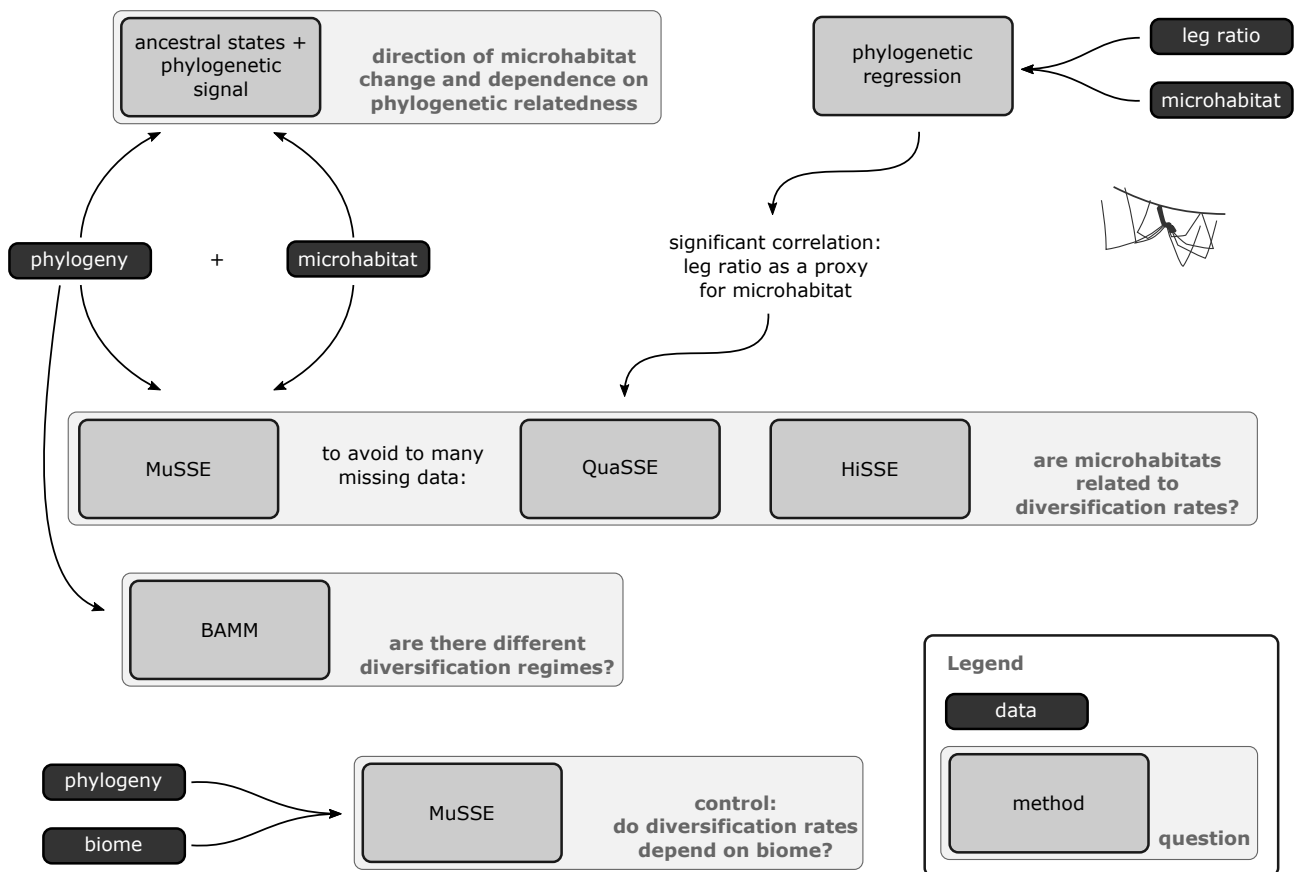 ancestral states +
phylogenetic
signal
direction of microhabitat
change and dependence on
phylogenetic relatedness
phylogenetic
regression
leg ratio
microhabitat
phylogeny
+
microhabitat
significant correlation:
leg ratio as a proxy
for microhabitat
MuSSE
to avoid to many
missing data:
QuaSSE
HiSSE
are microhabitats
related to
diversification rates?
BAMM
are there different
diversification regimes?
phylogeny
biome
MuSSE
control:
do diversification rates
depend on biome?
Legend
data
method
question